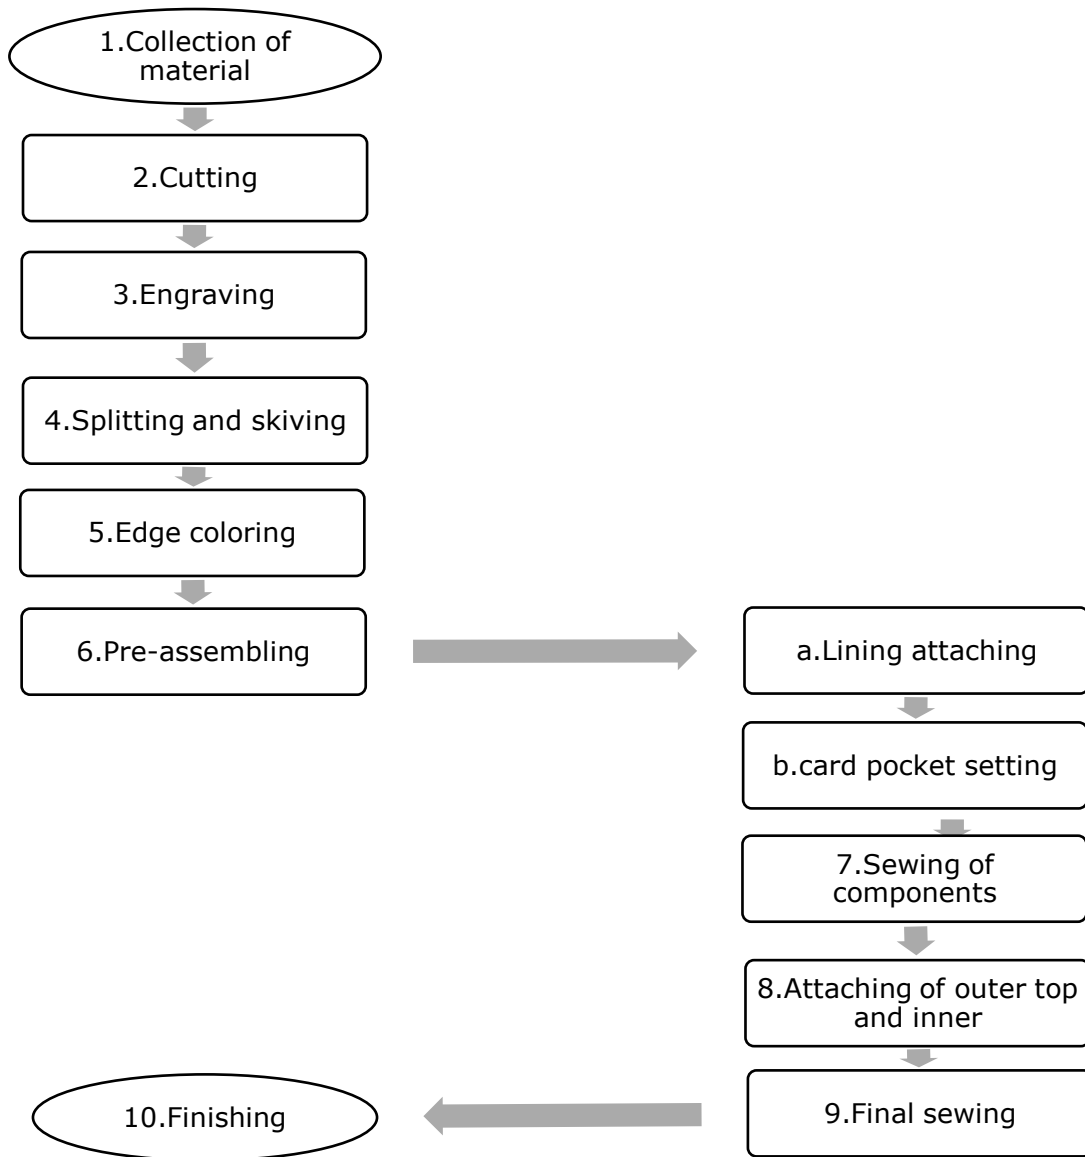 1.Collection of
material
2.Cutting
3.Engraving
4.Splitting and skiving
5.Edge coloring
6.Pre-assembling
a.Lining attaching
b.card pocket setting
7.Sewing of
components
8.Attaching of outer top
and inner
9.Final sewing
10.Finishing